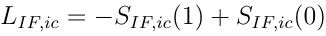 $L_{IF,ic} = -S_{IF,ic}(1) + S_{IF,ic}(0)$